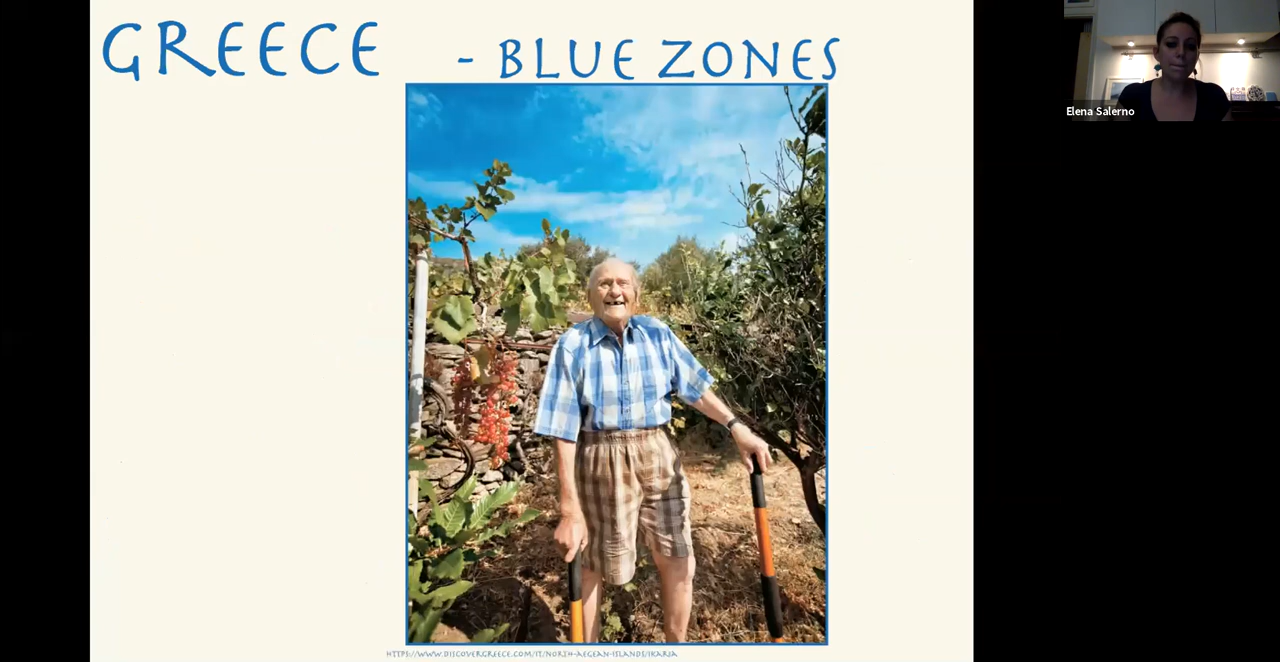 GREECE - BLUE ZONES
Elena Salerno
HTTPS://WWW.DISCOVERGREECE.COM/IT/NORTH-AEGEAN-ISLANDS/IKARIA